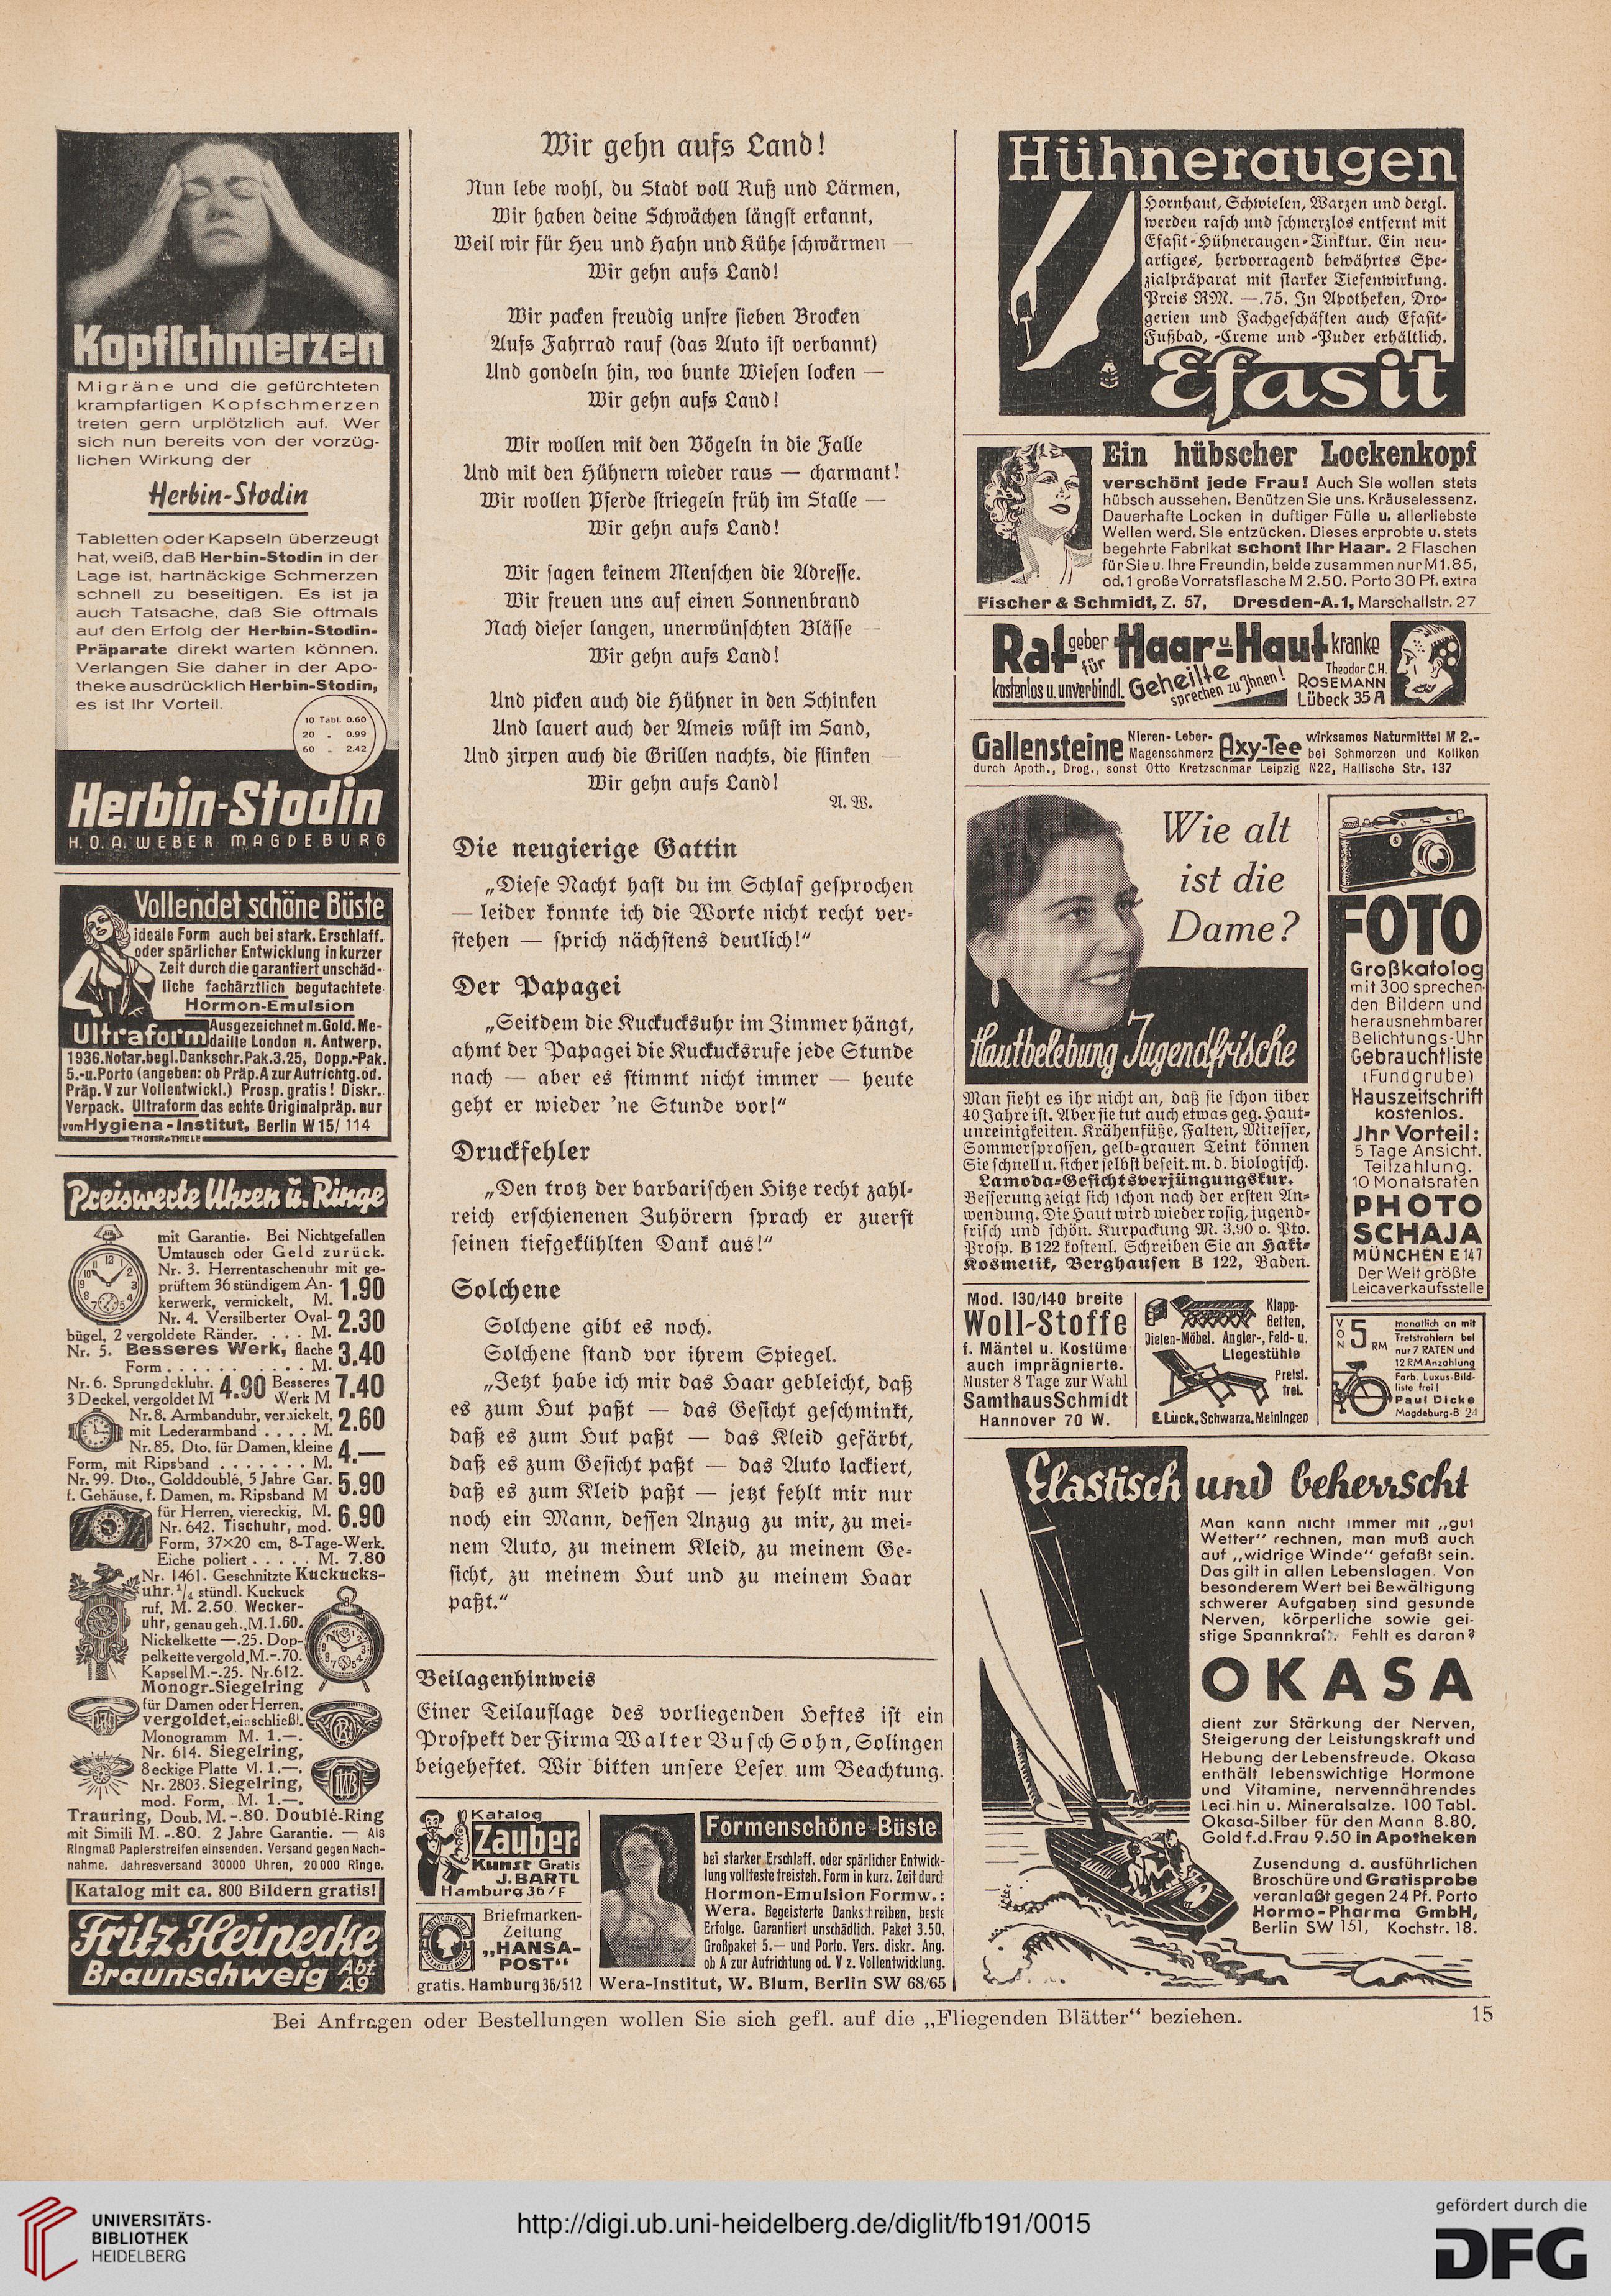 Kopfschmerzen
Migräne und die gefürchteten
krampfartigen Kopfschmerzen
treten gern urplötzlich auf. Wer
sich nun bereits von der vorzüg-
lichen Wirkung der
Herbin-Stodin
Tabletten oder Kapseln überzeugt
hat, weiß, daß Herbin-Stodin in der
Lage ist, hartnäckige Schmerzen
schnell zu beseitigen. Es ist ja
auch Tatsache, daß Sie oftmals
auf den Erfolg der Herbin-Stodin-
Präparate direkt warten können.
Verlangen Sie daher in der Apo-
theke ausdrücklich Herbin-Stodin,
es ist Ihr Vorteil.
10 Tabl. 0.60
20 „ 0.99
60 „ 2.42
Herbin-Stodin
H.O.A. WEBER MAGDEBURG
Vollendet schöne Büste
ideale Form auch bei stark. Erschlaff.
oder spärlicher Entwicklung in kurzer
Zeit durch die garantiert unschäd-
liche fachärztlich begutachtete
Hormon-Emulsion
Ultraform Ausgezeichnet m. Gold. Me-
daille London u. Antwerp.
1936. Notar. begl. Dankschr. Pak. 3.25, Dopp.-Pak.
5.-u. Porto (angeben: ob Präp. A zur Aufrichtg. od.
Präp. V zur Vollentwickl.) Prosp. gratis! Diskr.
Verpack. Ultraform das echte Originalpräp. nur
vom Hygiena-Institut, Berlin W 15/114
Preiswerte Uhren u. Ringe
mit Garantie. Bei Nichtgefallen
Umtausch oder Geld zurück.
Nr. 3. Herrentaschenuhr mit ge-
prüftem 36 stündigem An-
kerwerk, vernickelt, M. 1.90
Nr. 4. Versilberter Oval-
bügel, 2 vergoldete Ränder. . . . M. 2.30
Nr. 5. Besseres Werk, flache
Form . . . . . . . . . . M. 3.40
Nr. 6. Sprungdckluhr. 4.90 Besseres 7.40
3 Deckel, vergoldet M Werk M
Nr. 8. Armbanduhr, vernickelt,
mit Lederarmband . . . . M. 2.60
Nr. 85. Dto. für Damen, kleine
Form, mit Ripsband . . . . . . . M. 4.—
Nr. 99. Dto., Golddoublé, 5 Jahre Gar.
f. Gehäuse, f. Damen, m. Ripsband M 5.90
für Herren, viereckig, M. 6.90
Nr. 642. Tischuhr, mod.
Form, 37×20 cm, 8-Tage-Werk,
Eiche poliert . . . . . M. 7.80
Nr. 1461. Geschnitzte Kuckucks-
uhr 1/4 stündl. Kuckuck
ruf, M. 2.50 Wecker-
uhr, genau geh., M. 1.60.
Nickelkette —.25. Dop-
pelkette vergold, M. -.70.
Kapsel M. -.25. Nr. 612.
Monogr-Siegelring
für Damen oder Herren,
vergoldet, einschließl.
Monogramm M. 1.—.
Nr. 614. Siegelring,
8eckige Platte M. 1.—.
Nr. 2803. Siegelring,
mod. Form, M. 1.—.
Trauring, Doub. M. -.80. Doublé-Ring
mit Simili M. -.80. 2 Jahre Garantie. — Als
Ringmaß Papierstreifen einsenden. Versand gegen Nach-
nahme. Jahresversand 30000 Uhren, 20000 Ringe.
Katalog mit ca. 800 Bildern gratis!
Fritz Heinecke
Braunschweig Abt. A9
Wir gehn aufs Land!
Nun lebe wohl, du Stadt voll Ruß und Lärmen,
Wir haben deine Schwächen längst erkannt,
Weil wir für Heu und Hahn und Kühe schwärmen —
Wir gehn aufs Land!
Wir packen freudig unsre sieben Brocken
Aufs Fahrrad rauf (das Auto ist verbannt)
Und gondeln hin, wo bunte Wiesen locken —
Wir gehn aufs Land!
Wir wollen mit den Vögeln in die Falle
Und mit den Hühnern wieder raus — charmant!
Wir wollen Pferde striegeln früh im Stalle —
Wir gehn aufs Land!
Wir sagen keinem Menschen die Adresse.
Wir freuen uns auf einen Sonnenbrand
Nach dieser langen, unerwünschten Blässe —
Wir gehn aufs Land!
Und picken auch die Hühner in den Schinken
Und lauert auch der Ameis wüst im Sand,
Und zirpen auch die Grillen nachts, die flinken —
Wir gehn aufs Land!
A. W.
Die neugierige Gattin
„Diese Nacht hast du im Schlaf gesprochen
— leider konnte ich die Worte nicht recht ver-
stehen — sprich nächstens deutlich!“
Der Papagei
„Seitdem die Kuckucksuhr im Zimmer hängt,
ahmt der Papagei die Kuckucksrufe jede Stunde
nach — aber es stimmt nicht immer — heute
geht er wieder 'ne Stunde vor!“
Druckfehler
„Den trotz der barbarischen Hitze recht zahl-
reich erschienenen Zuhörern sprach er zuerst
seinen tiefgekühlten Dank aus!“
Solchene
Solchene gibt es noch.
Solchene stand vor ihrem Spiegel.
„Jetzt habe ich mir das Haar gebleicht, daß
es zum Hut paßt — das Gesicht geschminkt,
daß es zum Hut paßt — das Kleid gefärbt,
daß es zum Gesicht paßt — das Auto lackiert,
daß es zum Kleid paßt — jetzt fehlt mir nur
noch ein Mann, dessen Anzug zu mir, zu mei-
nem Auto, zu meinem Kleid, zu meinem Ge-
sicht, zu meinem Hut und zu meinem Haar
paßt.“
Beilagenhinweis
Einer Teilauflage des vorliegenden Heftes ist ein
Prospekt der Firma Walter Busch Sohn, Solingen
beigeheftet. Wir bitten unsere Leser um Beachtung.
Katalog
Zauber
Kunst Gratis
J. BARTL
Hamburg 36/F
HELIGOLAND
Briefmarken-
Zeitung
„HANSA-
POST“
gratis. Hamburg 36/512
Formenschöne Büste
bei starker Erschlaff. oder spärlicher Entwick-
lung vollfeste freisteh. Form in kurz. Zeit durch
Hormon-Emulsion Formw.:
Wera. Begeisterte Dankschreiben, beste
Erfolge. Garantiert unschädlich. Paket 3.50,
Großpaket 5.— und Porto. Vers. diskr. Ang.
ob A zur Aufrichtung od. V z. Vollentwicklung.
Wera-Institut, W. Blum, Berlin SW 68/65
Hühneraugen
Hornhaut, Schwielen, Warzen und dergl.
werden rasch und schmerzlos entfernt mit
Efasit-Hühneraugen-Tinktur. Ein neu-
artiges, hervorragend bewährtes Spe-
zialpräparat mit starker Tiefenwirkung.
Preis RM. —.75. In Apotheken, Dro-
gerien und Fachgeschäften auch Efasit-
Fußbad, -Creme und -Puder erhältlich.
Efasit
Ein hübscher Lockenkopf
verschönt jede Frau! Auch Sie wollen stets
hübsch aussehen. Benützen Sie uns. Kräuselessenz.
Dauerhafte Locken in duftiger Fülle u. allerliebste
Wellen werd. Sie entzücken. Dieses erprobte u. stets
begehrte Fabrikat schont Ihr Haar. 2 Flaschen
für Sie u. Ihre Freundin, beide zusammen nur M 1.85,
od. 1 große Vorratsflasche M 2.50. Porto 30 Pf. extra
Fischer & Schmidt, Z. 57, Dresden-A. 1, Marschallstr. 27
Ratgeber für Haar- u. Hautkranke
kostenlos u. unverbindl. Geheilte sprechen zu Ihnen!
Theodor C.H.
ROSEMANN
Lübeck 35 A
Gallensteine Nieren- Leber- Magenschmerz Axy-Tee wirksames Naturmittel M 2.-
bei Schmerzen und Koliken
durch Apoth., Drog., sonst Otto Kretzschmar Leipzig N22, Hallische Str. 137
Wie alt
ist die
Dame?
Hautbelebung Jugendfrische
Man sieht es ihr nicht an, daß sie schon über
40 Jahre ist. Aber sie tut auch etwas geg. Haut-
unreinigkeiten. Krähenfüße, Falten, Mitesser,
Sommersprossen, gelb-grauen Teint können
Sie schnell u. sicher selbst beseit. m. d. biologisch.
Lamoda-Gesichtsverjüngungskur.
Besserung zeigt sich schon nach der ersten An-
wendung. Die Haut wird wieder rosig, jugend-
frisch und schön. Kurpackung M. 3.90 o. Pto.
Prosp. B 122 kostenl. Schreiben Sie an Haki-
Kosmetik, Berghausen B 122, Baden.
FOTO
Großkatolog
mit 300 sprechen-
den Bildern und
herausnehmbarer
Belichtungs-Uhr
Gebrauchtliste
(Fundgrube)
Hauszeitschrift
kostenlos.
Ihr Vorteil:
5 Tage Ansicht.
Teilzahlung.
10 Monatsraten
PHOTO
SCHAJA
MÜNCHEN E 147
Der Welt größte
Leicaverkaufsstelle
Mod. 130/140 breite
Woll-Stoffe
f. Mäntel u. Kostüme
auch imprägnierte.
Muster 8 Tage zur Wahl
Samthaus Schmidt
Hannover 70 W.
Klapp-
Betten,
Dielen-Möbel. Angler-, Feld- u.
Liegestühle
Preisl.
frei.
E. Lück, Schwarza, Meiningen
VON 5 RM monatlich an mit
Tretstrahlern bei
nur 7 RATEN und
12 RM Anzahlung
Farb. Luxus-Bild-
liste frei!
Paul Dicke
Magdeburg-B 24
Elastisch und beherrscht
Man kann nicht immer mit „gut
Wetter“ rechnen, man muß auch
auf „widrige Winde“ gefaßt sein.
Das gilt in allen Lebenslagen. Von
besonderem Wert bei Bewältigung
schwerer Aufgaben sind gesunde
Nerven, körperliche sowie gei-
stige Spannkraft. Fehlt es daran?
OKASA
dient zur Stärkung der Nerven,
Steigerung der Leistungskraft und
Hebung der Lebensfreude. Okasa
enthält lebenswichtige Hormone
und Vitamine, nervennährendes
Lecithin u. Mineralsalze. 100 Tabl.
Okasa-Silber für den Mann 8.80,
Gold f. d. Frau 9.50 in Apotheken
Zusendung d. ausführlichen
Broschüre und Gratisprobe
veranlaßt gegen 24 Pf. Porto
Hormo-Pharma GmbH,
Berlin SW 151, Kochstr. 18.
Bei Anfragen oder Bestellungen wollen Sie sich gefl. auf die „Fliegenden Blätter“ beziehen.
15
UNIVERSITÄTS-
BIBLIOTHEK
HEIDELBERG
http://digi.ub.uni-heidelberg.de/diglit/fb191/0015
gefördert durch die
DFG